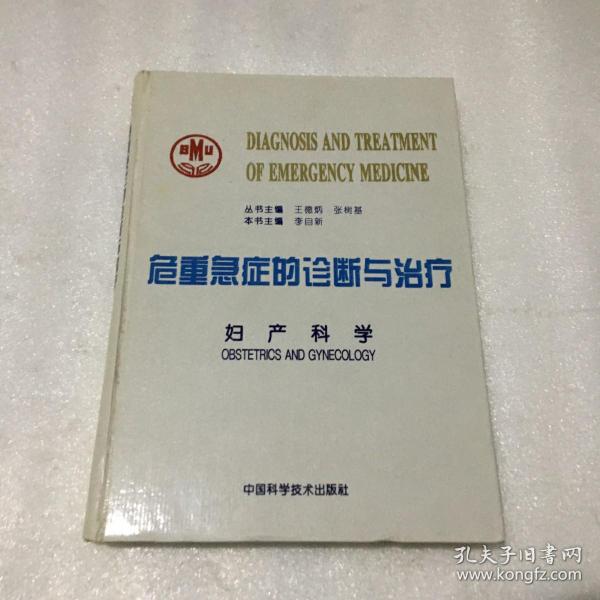 BMU
DIAGNOSIS AND TREATMENT
OF EMERGENCY MEDICINE
丛书主编 王德炳 张树基
本书主编 李自新
危重急症的诊断与治疗
妇产科学
OBSTETRICS AND GYNECOLOGY
中国科学技术出版社
孔夫子旧书网
www.kongfz.com